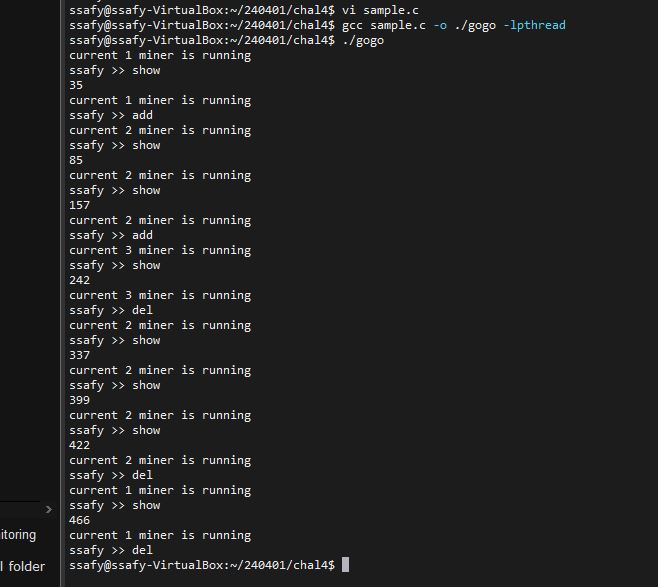 ssafy@ssafy-VirtualBox:~/240401/chal4$ vi sample.c
ssafy@ssafy-VirtualBox:~/240401/chal4$ gcc sample.c -o ./gogo -lpthread
ssafy@ssafy-VirtualBox:~/240401/chal4$ ./gogo
current 1 miner is running
ssafy >> show
35
current 1 miner is running
ssafy >> add
current 2 miner is running
ssafy >> show
85
current 2 miner is running
ssafy >> show
157
current 2 miner is running
ssafy >> add
current 3 miner is running
ssafy >> show
242
current 3 miner is running
ssafy >> del
current 2 miner is running
ssafy >> show
337
current 2 miner is running
ssafy >> show
399
current 2 miner is running
ssafy >> show
422
current 2 miner is running
ssafy >> del
current 1 miner is running
ssafy >> show
466
current 1 miner is running
ssafy >> del
ssafy@ssafy-VirtualBox:~/240401/chal4$
itoring
l folder